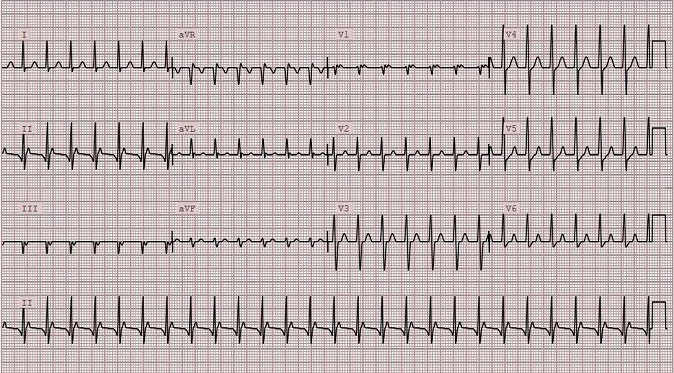 I aVR V1 V4
II aVL V2 V5
III aVF V3 V6
II